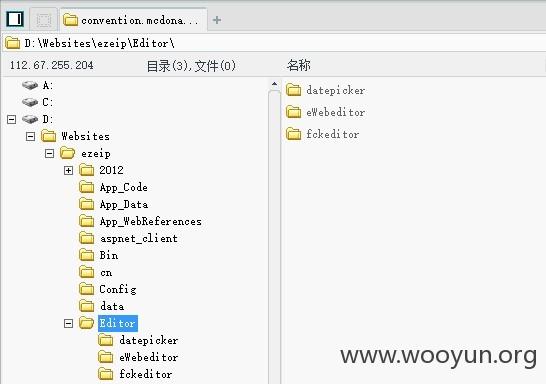 convention.mcdona...
D:\Websites\ezeip\Editor\
112.67.255.204 目录(3),文件(0) 名称
A:
C:
D:
Websites
ezeip
2012
App_Code
App_Data
App_WebReferences
aspnet_client
Bin
cn
Config
data
Editor
datepicker
eWebeditor
fckeditor
datepicker
eWebeditor
fckeditor
www.wooyun.org